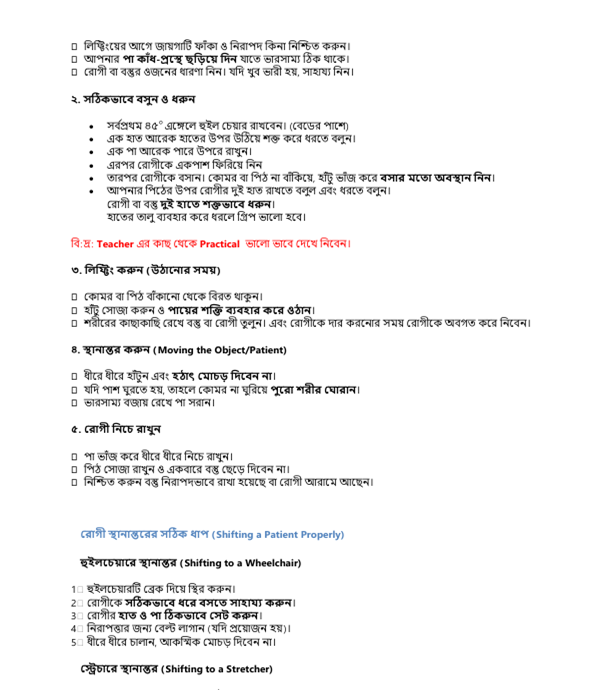 □ লিফ্টিংয়ের আগে জায়গাটি ফাঁকা ও নিরাপদ কিনা নিশ্চিত করুন।
□ আপনার পা কাঁধ-প্রস্থে ছড়িয়ে দিন যাতে ভারসাম্য ঠিক থাকে।
□ রোগী বা বস্তুর ওজনের ধারণা নিন। যদি খুব ভারী হয়, সাহায্য নিন।
২. সঠিকভাবে বসুন ও ধরুন
• সর্বপ্রথম ৪৫° এঙ্গেলে হুইল চেয়ার রাখবেন। (বেডের পাশে)
• এক হাত আরেক হাতের উপর উঠিয়ে শক্ত করে ধরতে বলুন।
• এক পা আরেক পারে উপরে রাখুন।
• এরপর রোগীকে একপাশ ফিরিয়ে নিন
• তারপর রোগীকে বসান। কোমর বা পিঠ না বাঁকিয়ে, হাঁটু ভাঁজ করে বসার মতো অবস্থান নিন।
• আপনার পিঠের উপর রোগীর দুই হাত রাখতে বলুল এবং ধরতে বলুন।
রোগী বা বস্তু দুই হাতে শক্তভাবে ধরুন।
হাতের তালু ব্যবহার করে ধরলে গ্রিপ ভালো হবে।
বি:দ্র: Teacher এর কাছ থেকে Practical ভালো ভাবে দেখে নিবেন।
৩. লিফ্টিং করুন (উঠানোর সময়)
□ কোমর বা পিঠ বাঁকানো থেকে বিরত থাকুন।
□ হাঁটু সোজা করুন ও পায়ের শক্তি ব্যবহার করে ওঠান।
□ শরীরের কাছাকাছি রেখে বস্তু বা রোগী তুলুন। এবং রোগীকে দার করনোর সময় রোগীকে অবগত করে নিবেন।
৪. স্থানান্তর করুন (Moving the Object/Patient)
□ ধীরে ধীরে হাঁটুন এবং হঠাৎ মোচড় দিবেন না।
□ যদি পাশ ঘুরতে হয়, তাহলে কোমর না ঘুরিয়ে পুরো শরীর ঘোরান।
□ ভারসাম্য বজায় রেখে পা সরান।
৫. রোগী নিচে রাখুন
□ পা ভাঁজ করে ধীরে ধীরে নিচে রাখুন।
□ পিঠ সোজা রাখুন ও একবারে বস্তু ছেড়ে দিবেন না।
□ নিশ্চিত করুন বস্তু নিরাপদভাবে রাখা হয়েছে বা রোগী আরামে আছেন।
রোগী স্থানান্তরের সঠিক ধাপ (Shifting a Patient Properly)
হুইলচেয়ারে স্থানান্তর (Shifting to a Wheelchair)
1□ হুইলচেয়ারটি ব্রেক দিয়ে স্থির করুন।
2□ রোগীকে সঠিকভাবে ধরে বসতে সাহায্য করুন।
3□ রোগীর হাত ও পা ঠিকভাবে সেট করুন।
4□ নিরাপত্তার জন্য বেল্ট লাগান (যদি প্রয়োজন হয়)।
5□ ধীরে ধীরে চালান, আকস্মিক মোচড় দিবেন না।
স্ট্রেচারে স্থানান্তর (Shifting to a Stretcher)